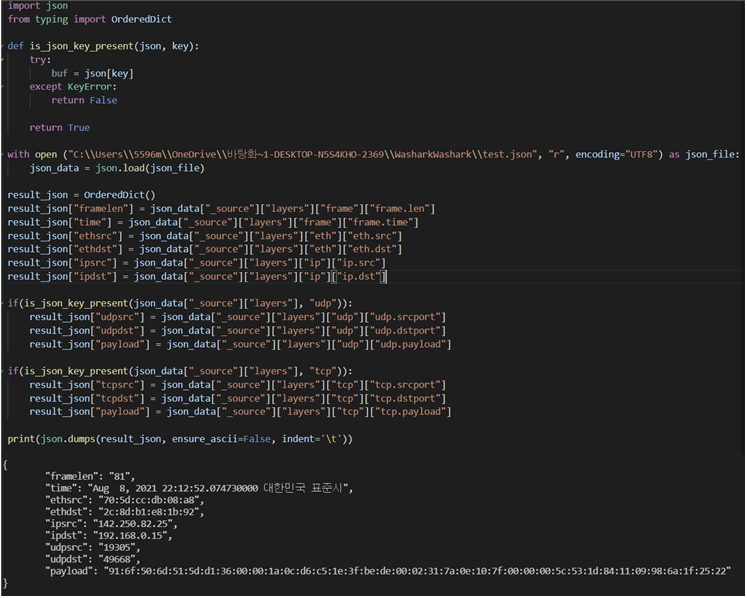 import json
from typing import OrderedDict
def is_json_key_present(json, key):
try:
buf = json[key]
except KeyError:
return False
return True
with open ("C:\\Users\\5596m\\OneDrive\\바탕화~1-DESKTOP-N5S4KHO-2369\\WasharkWashark\\test.json", "r", encoding="UTF8") as json_file:
json_data = json.load(json_file)
result_json = OrderedDict()
result_json["framelen"] = json_data["_source"]["layers"]["frame"]["frame.len"]
result_json["time"] = json_data["_source"]["layers"]["frame"]["frame.time"]
result_json["ethsrc"] = json_data["_source"]["layers"]["eth"]["eth.src"]
result_json["ethdst"] = json_data["_source"]["layers"]["eth"]["eth.dst"]
result_json["ipsrc"] = json_data["_source"]["layers"]["ip"]["ip.src"]
result_json["ipdst"] = json_data["_source"]["layers"]["ip"]["ip.dst"]
if(is_json_key_present(json_data["_source"]["layers"], "udp")):
result_json["udpsrc"] = json_data["_source"]["layers"]["udp"]["udp.srcport"]
result_json["udpdst"] = json_data["_source"]["layers"]["udp"]["udp.dstport"]
result_json["payload"] = json_data["_source"]["layers"]["udp"]["udp.payload"]
if(is_json_key_present(json_data["_source"]["layers"], "tcp")):
result_json["tcpsrc"] = json_data["_source"]["layers"]["tcp"]["tcp.srcport"]
result_json["tcpdst"] = json_data["_source"]["layers"]["tcp"]["tcp.dstport"]
result_json["payload"] = json_data["_source"]["layers"]["tcp"]["tcp.payload"]
print(json.dumps(result_json, ensure_ascii=False, indent='\t'))
{
"framelen": "81",
"time": "Aug  8, 2021 22:12:52.074730000 대한민국 표준시",
"ethsrc": "70:5d:cc:db:08:a8",
"ethdst": "2c:8d:b1:e8:1b:92",
"ipsrc": "142.250.82.25",
"ipdst": "192.168.0.15",
"udpsrc": "19305",
"udpdst": "49668",
"payload": "91:6f:50:6d:51:5d:d1:36:00:00:1a:0c:d6:c5:1e:3f:be:de:00:02:31:7a:0e:10:7f:00:00:00:5c:53:1d:84:11:09:98:6a:1f:25:22"
}